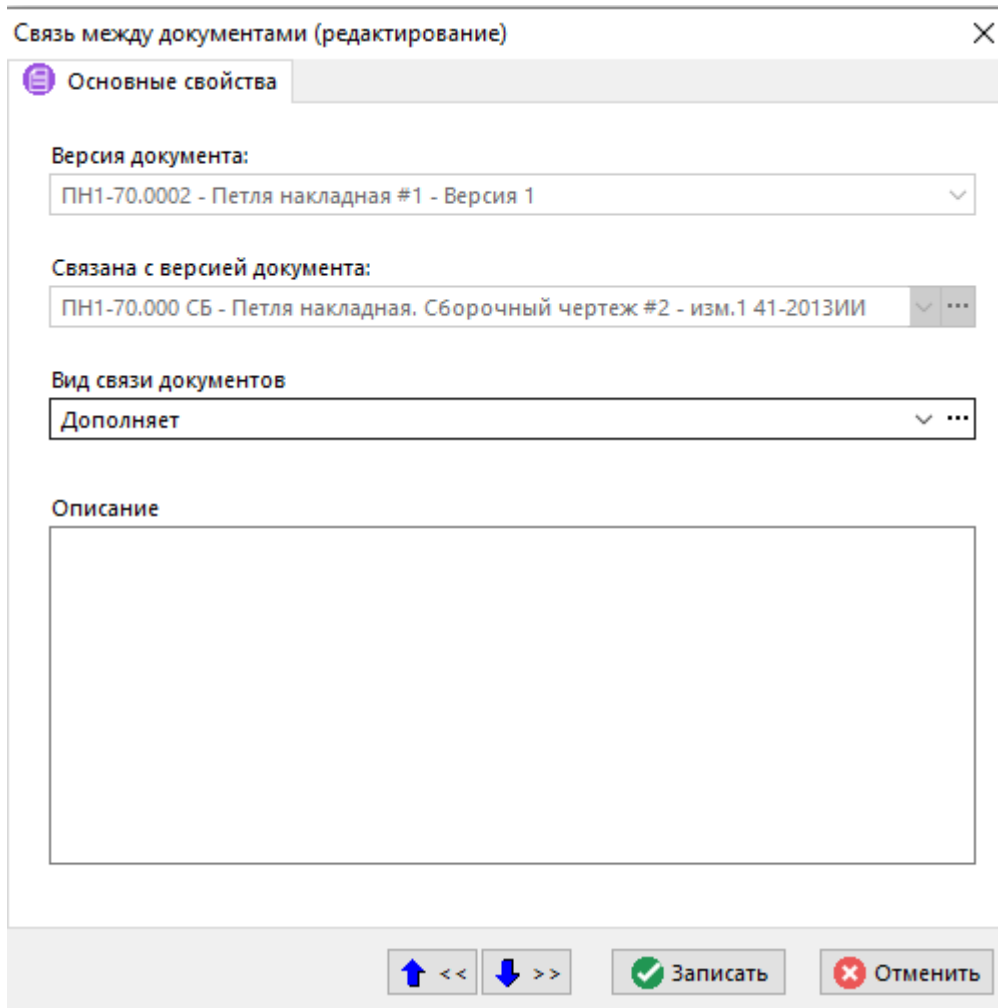 Связь между документами (редактирование)
Основные свойства
Версия документа:
ПН1-70.0002 - Петля накладная #1 - Версия 1
Связана с версией документа:
ПН1-70.000 СБ - Петля накладная. Сборочный чертеж #2 - изм.1 41-2013ИИ
Вид связи документов
Дополняет
Описание
<< >> Записать Отменить